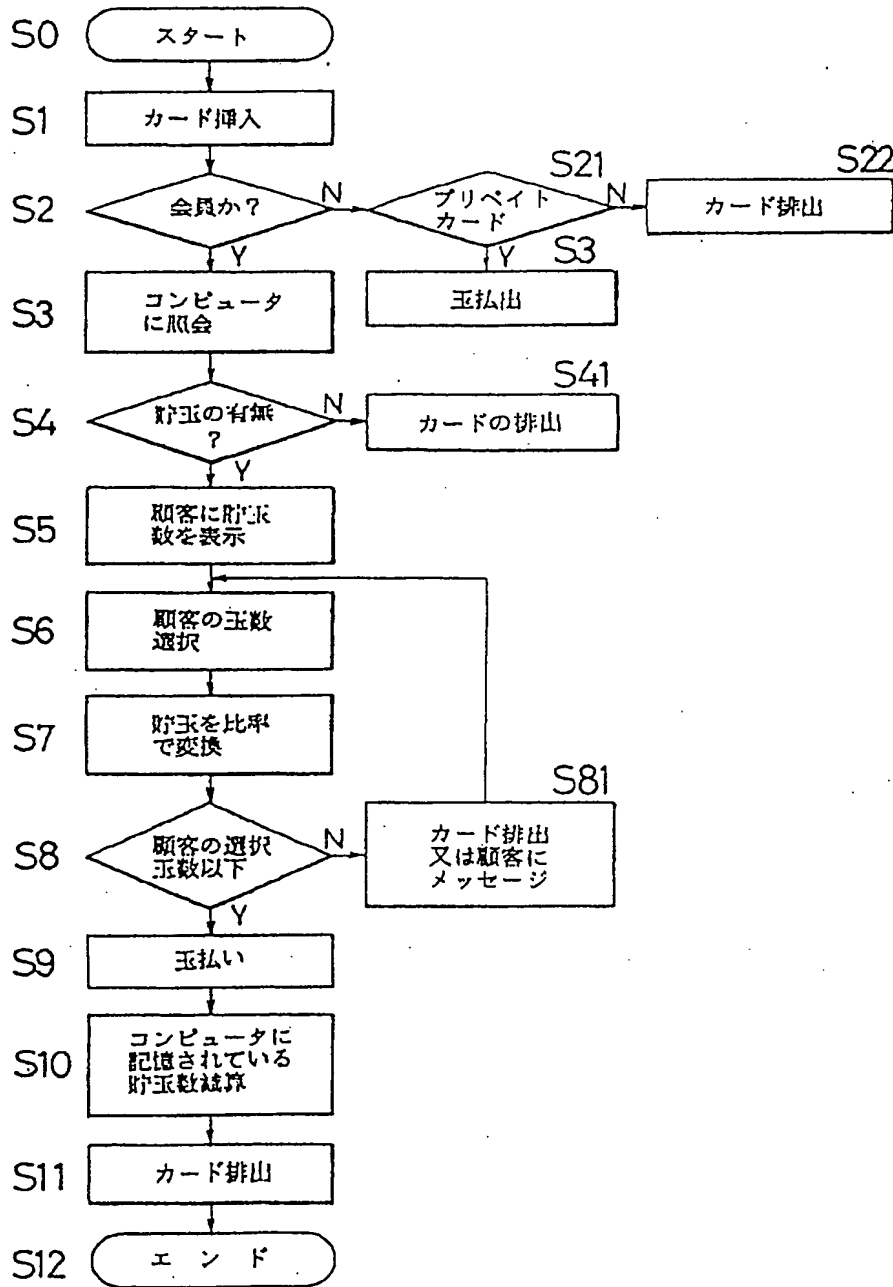 S0
スタート
S1
カード挿入
S2
会員か?
N
Y
S21
プリペイト
カード
N
Y
S22
カード排出
S3
玉払出
S3
コンピュータ
に照会
S4
貯玉の有無
?
N
Y
S41
カードの排出
S5
顧客に貯玉
数を表示
S6
顧客の玉数
選択
S7
貯玉を比率
で変換
S8
顧客の選択
玉数以下
N
Y
S81
カード排出
又は顧客に
メッセージ
S9
玉払い
S10
コンピュータに
記憶されている
貯玉数減算
S11
カード排出
S12
エンド